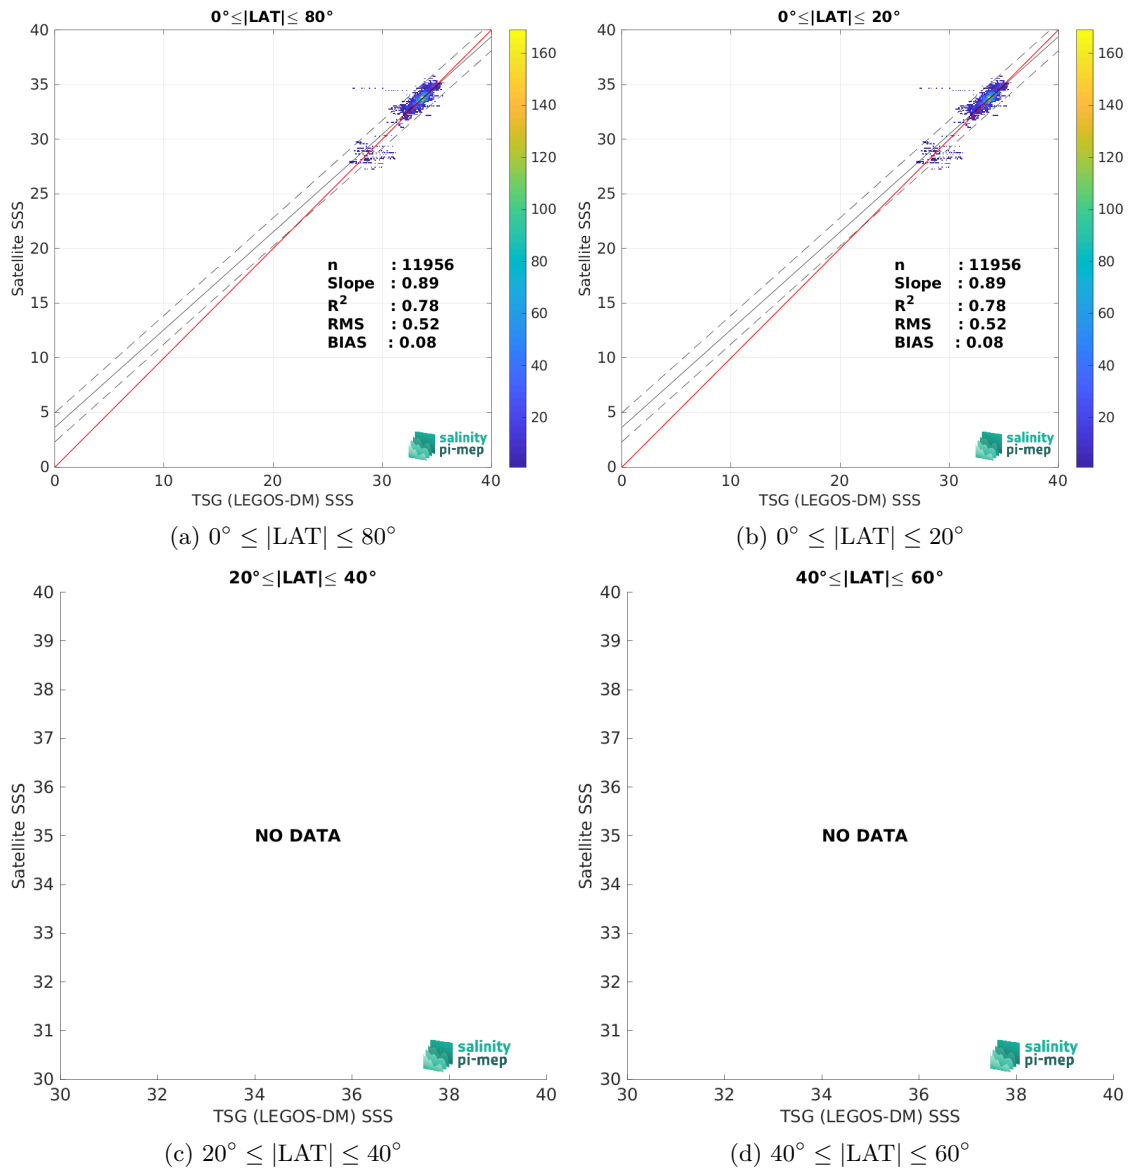 0°≤|LAT|≤ 80°
40
35
30
25
20
15
10
5
0
0
10
20
30
40
160
140
120
100
80
60
40
20
Satellite SSS
TSG (LEGOS-DM) SSS
n : 11956
Slope : 0.89
R² : 0.78
RMS : 0.52
BIAS : 0.08
salinity
pi-mep
(a) 0° ≤ |LAT| ≤ 80°
0°≤|LAT|≤ 20°
40
35
30
25
20
15
10
5
0
0
10
20
30
40
160
140
120
100
80
60
40
20
Satellite SSS
TSG (LEGOS-DM) SSS
n : 11956
Slope : 0.89
R² : 0.78
RMS : 0.52
BIAS : 0.08
salinity
pi-mep
(b) 0° ≤ |LAT| ≤ 20°
20°≤|LAT|≤ 40°
40
39
38
37
36
35
34
33
32
31
30
30
32
34
36
38
40
Satellite SSS
NO DATA
salinity
pi-mep
TSG (LEGOS-DM) SSS
(c) 20° ≤ |LAT| ≤ 40°
40°≤|LAT|≤ 60°
40
39
38
37
36
35
34
33
32
31
30
30
32
34
36
38
40
Satellite SSS
NO DATA
salinity
pi-mep
TSG (LEGOS-DM) SSS
(d) 40° ≤ |LAT| ≤ 60°